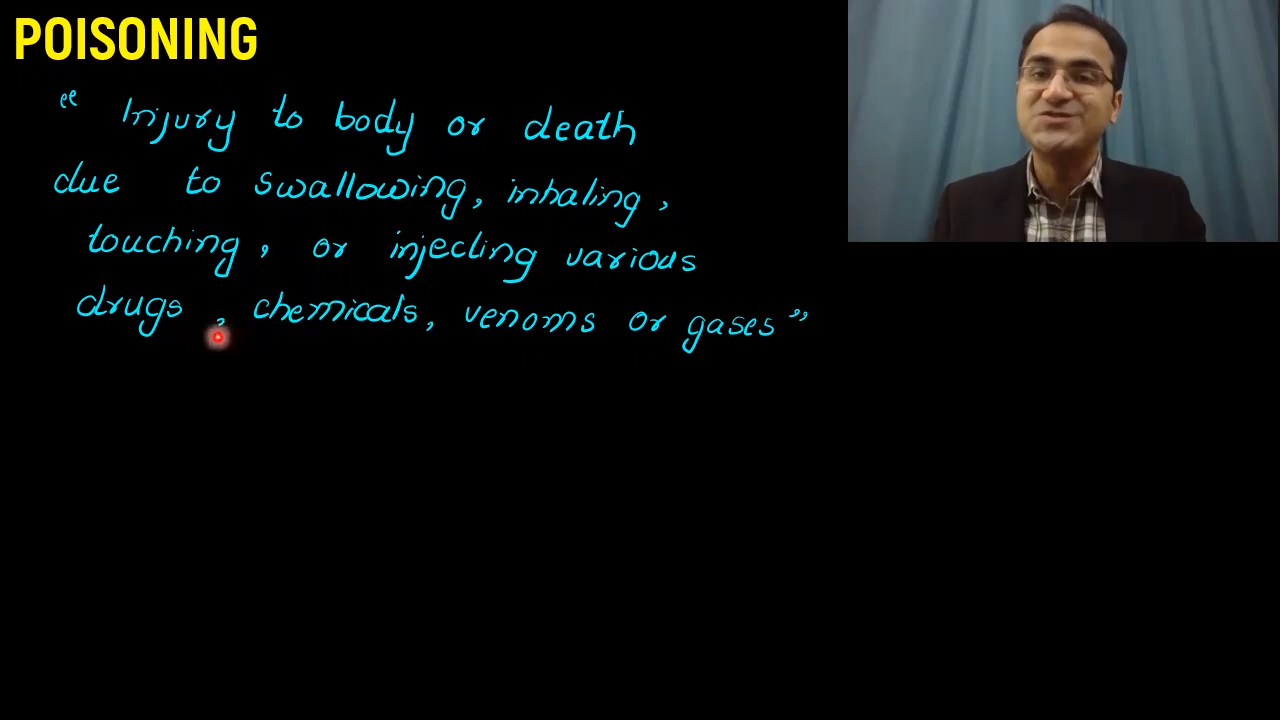 POISONING
“ Injury to body or death
due to swallowing, inhaling,
touching, or injecting various
drugs, chemicals, venoms or gases”